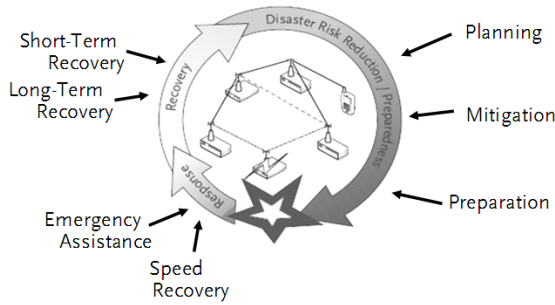 Short-Term
Recovery
Long-Term
Recovery
Recovery
Disaster Risk Reduction | Preparedness
Planning
Mitigation
Preparation
Response
Emergency
Assistance
Speed
Recovery